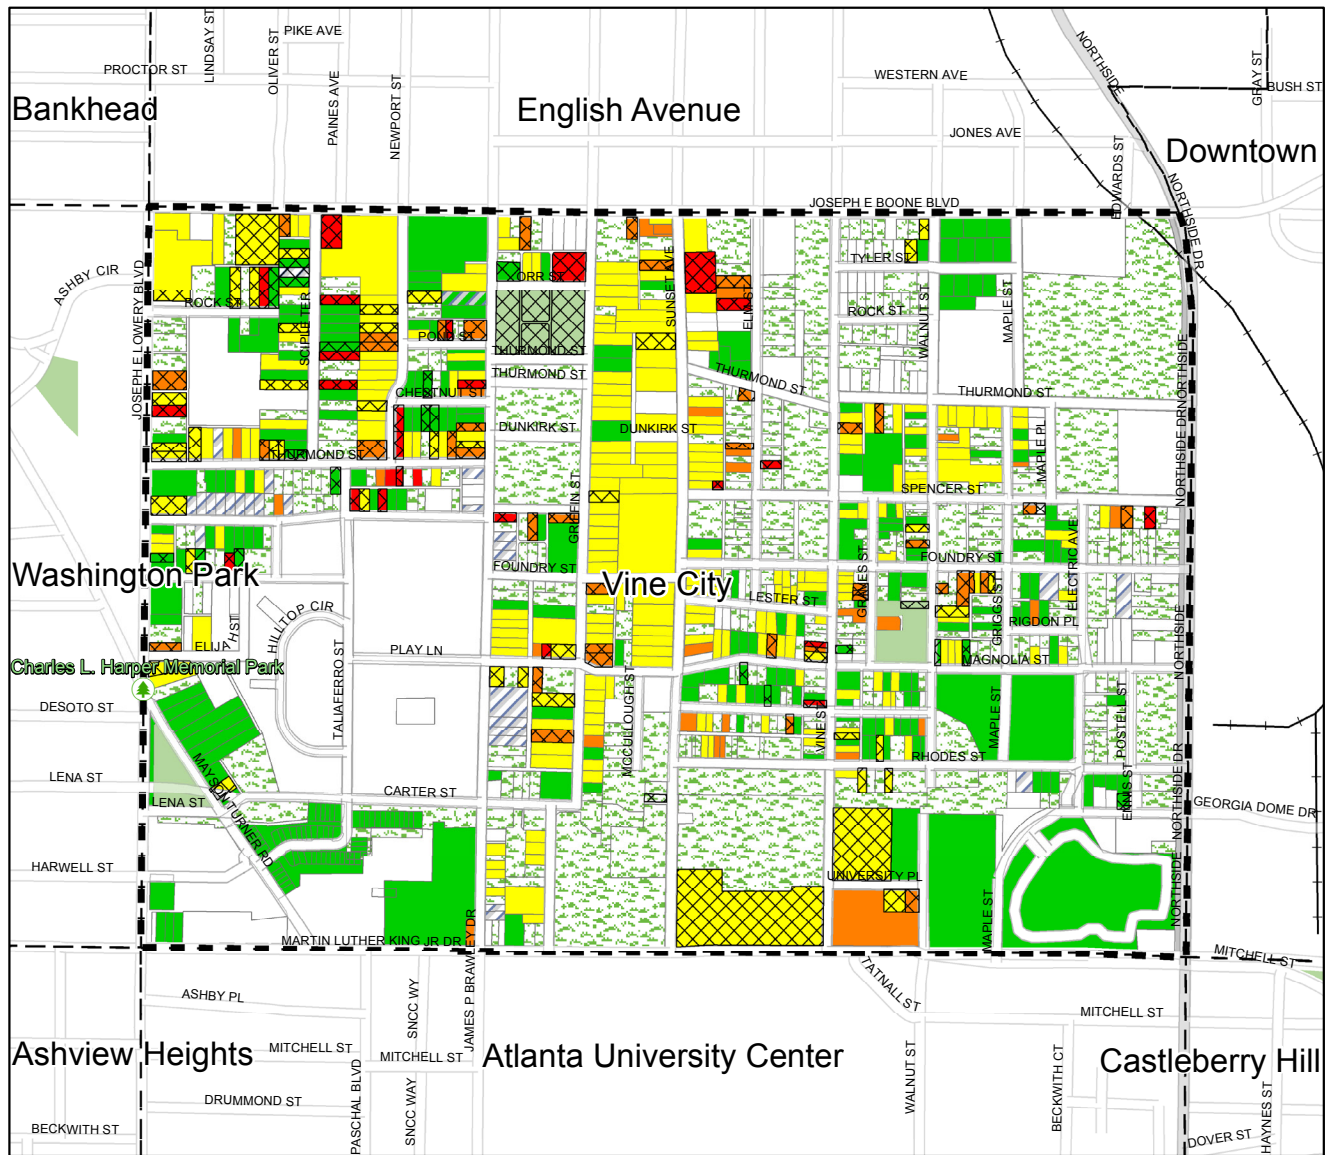 PIKE AVE
LINDSAY ST
OLIVER ST
PROCTOR ST
PAINES AVE
NEWPORT ST
WESTERN AVE
NORTHSIDE
GRAY ST
BUSH ST
Bankhead
English Avenue
JONES AVE
EDWARDS ST
Downtown
NORTHSIDE DR
JOSEPH E BOONE BLVD
ASHBY CIR
JOSEPH E LOWERY BLVD
ROCK ST
SCIPLE TER
ORR ST
SUNSET AVE
ELM ST
TYLER ST
ROCK ST
WALNUT ST
MAPLE ST
POND ST
THURMOND ST
THURMOND ST
THURMOND ST
THURMOND ST
CHESTNUT ST
DUNKIRK ST
DUNKIRK ST
THURMOND ST
MAPLE PL
NORTHSIDE DR
NORTHSIDE
SPENCER ST
GRIFFIN ST
FOUNDRY ST
FOUNDRY ST
ELECTRIC AVE
Washington Park
Vine City
LESTER ST
GRAVES ST
GRIGGS ST
RIGDON PL
HILLTOP CIR
ELIJAH ST
PLAY LN
MAGNOLIA ST
NORTHSIDE
Charles L. Harper Memorial Park
TALIAFERRO ST
MCCULLOUGH ST
VINE ST
MAPLE ST
POSTELL ST
DESOTO ST
RHODES ST
LENA ST
MAYSON TURNER RD
CARTER ST
LENA ST
ENNIS ST
NORTHSIDE DR
GEORGIA DOME DR
HARWELL ST
UNIVERSITY PL
NORTHSIDE
MAPLE ST
MARTIN LUTHER KING JR DR
JAMES P BRAWLEY DR
MITCHELL ST
TATNALL ST
ASHBY PL
SNCC WY
MITCHELL ST
Ashview Heights
MITCHELL ST
MITCHELL ST
Atlanta University Center
Castleberry Hill
PASCHAL BLVD
SNCC WAY
WALNUT ST
BECKWITH CT
HAYNES ST
DRUMMOND ST
BECKWITH ST
DOVER ST